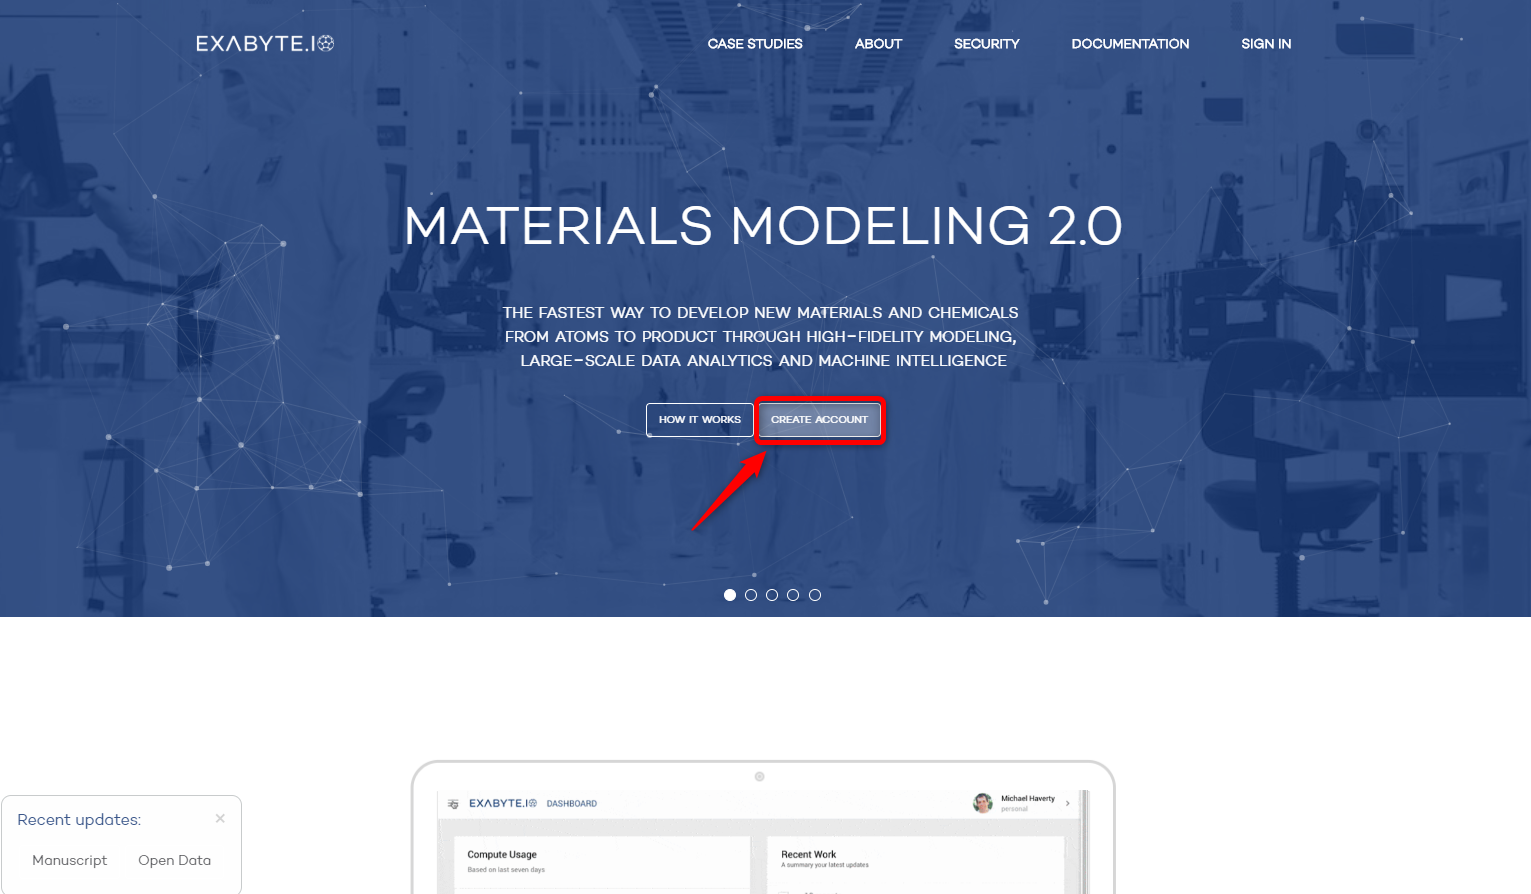 EXABYTE.IO
CASE STUDIES
ABOUT
SECURITY
DOCUMENTATION
SIGN IN
MATERIALS MODELING 2.0
THE FASTEST WAY TO DEVELOP NEW MATERIALS AND CHEMICALS
FROM ATOMS TO PRODUCT THROUGH HIGH-FIDELITY MODELING,
LARGE-SCALE DATA ANALYTICS AND MACHINE INTELLIGENCE
HOW IT WORKS
CREATE ACCOUNT
EXABYTE.IO
DASHBOARD
Michael Haverty
personal
Compute Usage
Based on last seven days
Recent Work
A summary your latest updates
Recent updates:
×
Manuscript
Open Data